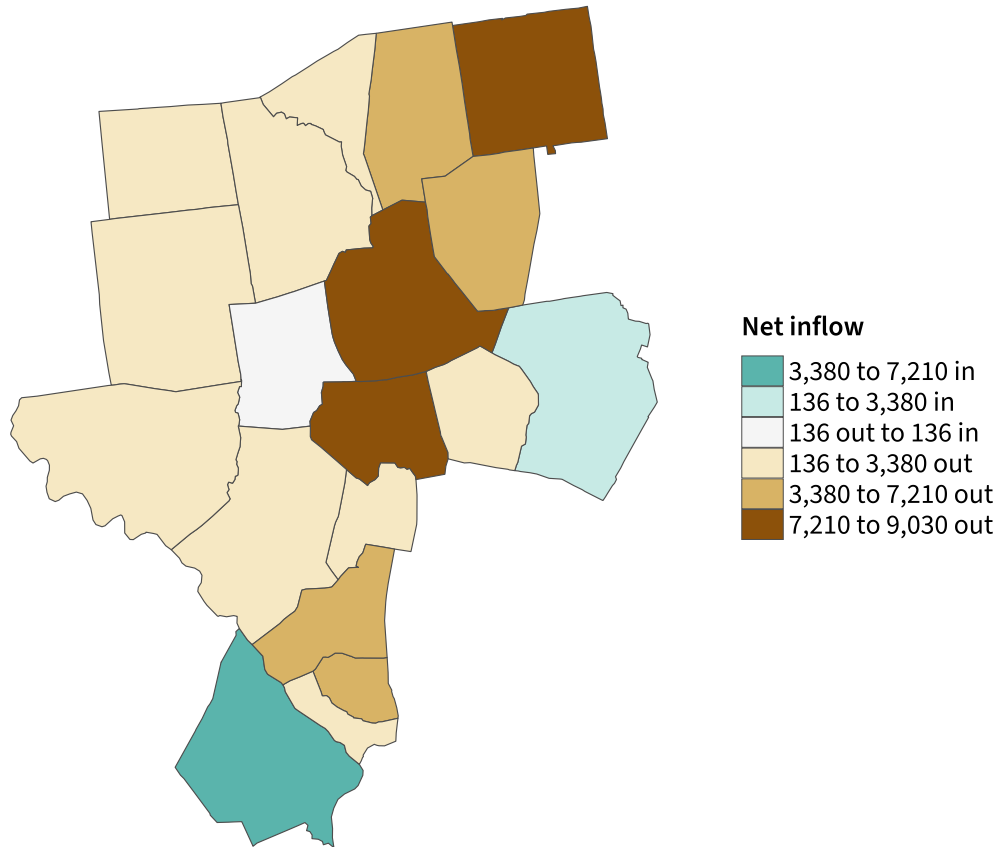 Net inflow
3,380 to 7,210 in
136 to 3,380 in
136 out to 136 in
136 to 3,380 out
3,380 to 7,210 out
7,210 to 9,030 out